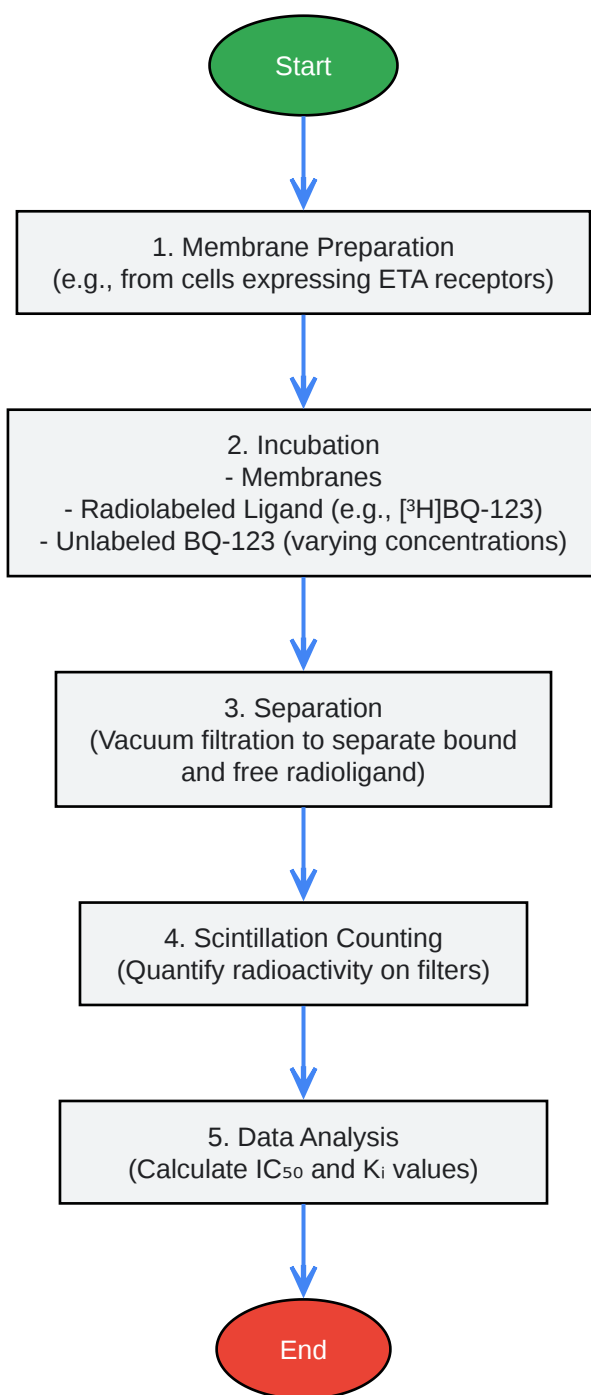 Start
1. Membrane Preparation
(e.g., from cells expressing ETA receptors)
2. Incubation
- Membranes
- Radiolabeled Ligand (e.g., [³H]BQ-123)
- Unlabeled BQ-123 (varying concentrations)
3. Separation
(Vacuum filtration to separate bound
and free radioligand)
4. Scintillation Counting
(Quantify radioactivity on filters)
5. Data Analysis
(Calculate IC₅₀ and Kᵢ values)
End